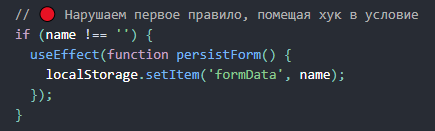 // 🔴 Нарушаем первое правило, помещая хук в условие
if (name !== '') {
  useEffect(function persistForm() {
    localStorage.setItem('formData', name);
  });
}